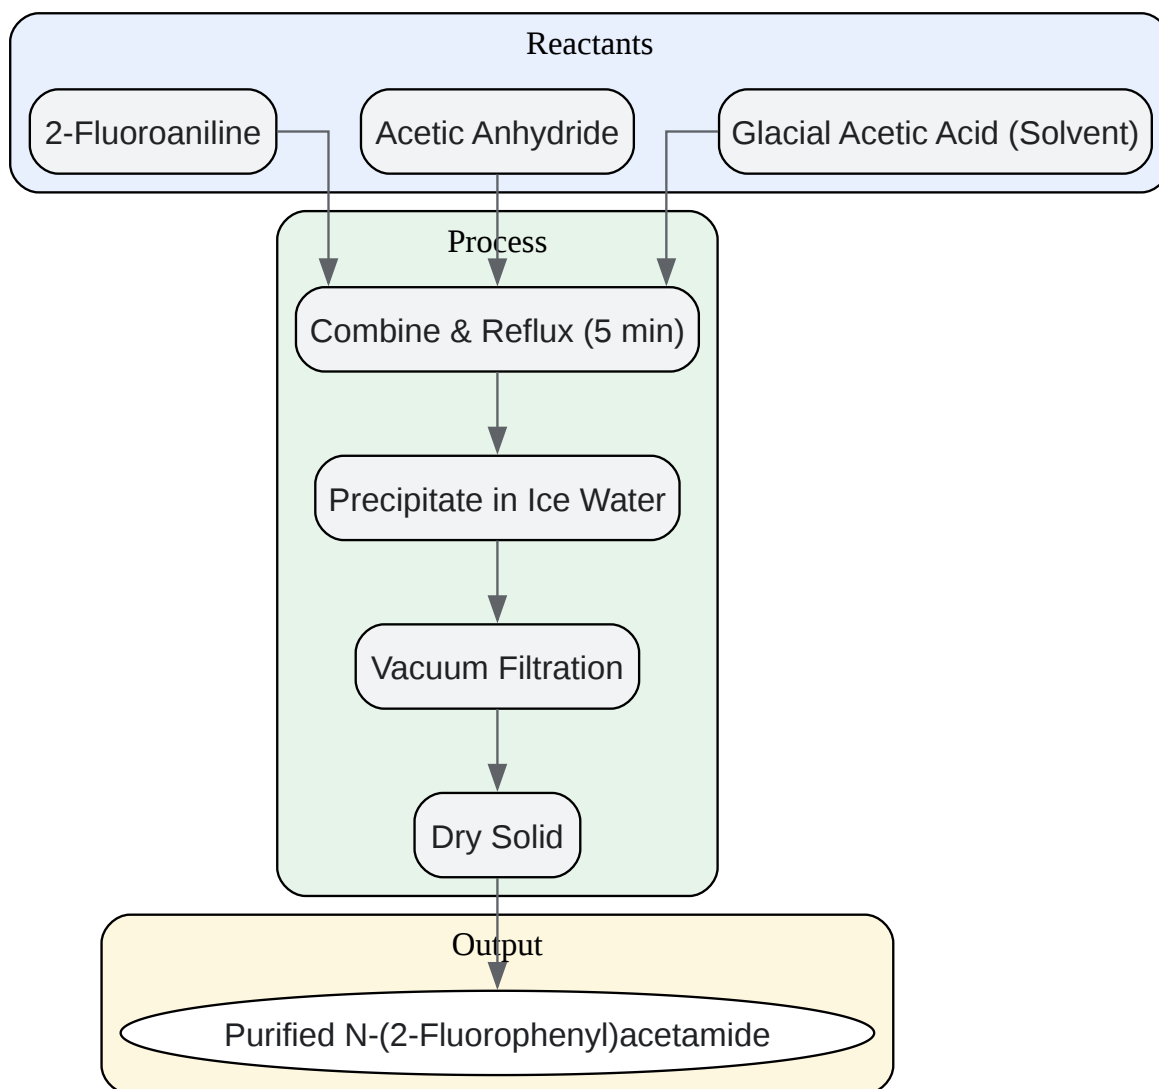 Reactants
2-Fluoroaniline
Acetic Anhydride
Glacial Acetic Acid (Solvent)
Process
Combine & Reflux (5 min)
Precipitate in Ice Water
Vacuum Filtration
Dry Solid
Output
Purified N-(2-Fluorophenyl)acetamide